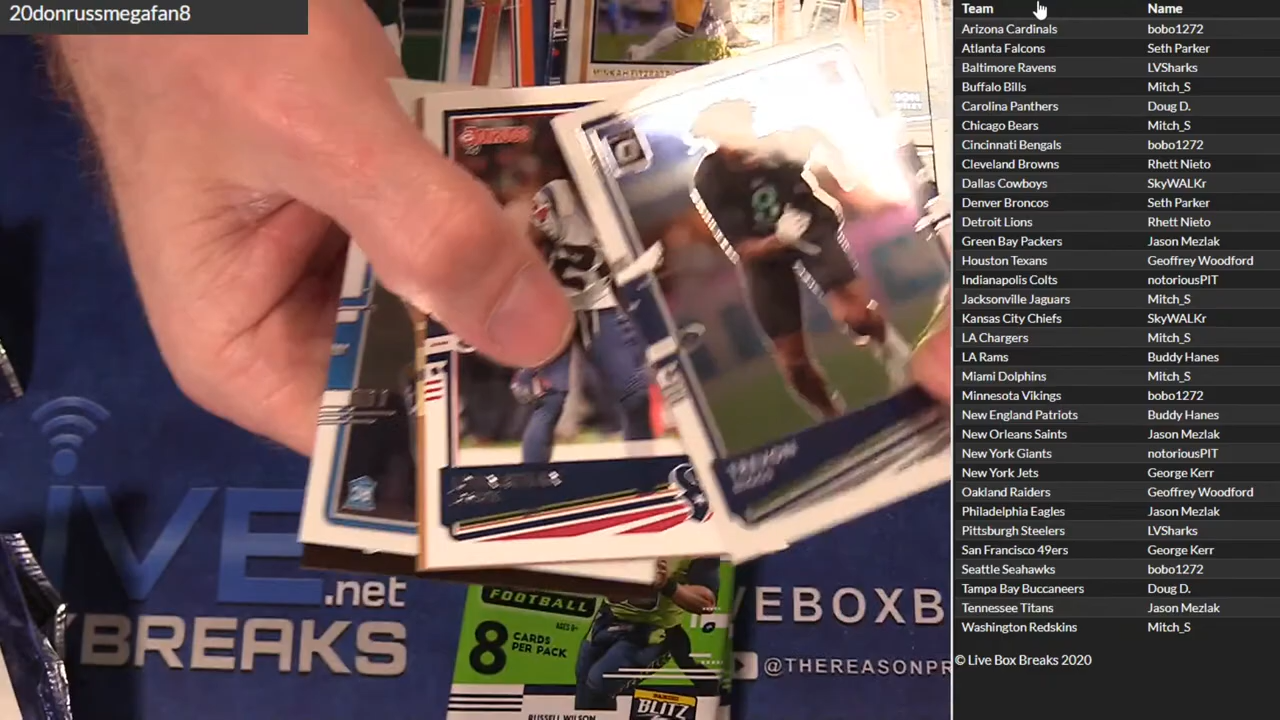 20donrussmegafan8
Team Name
Arizona Cardinals bobo1272
Atlanta Falcons Seth Parker
Baltimore Ravens LVSharks
Buffalo Bills Mitch_S
Carolina Panthers Doug D.
Chicago Bears Mitch_S
Cincinnati Bengals bobo1272
Cleveland Browns Rhett Nieto
Dallas Cowboys SkyWALKr
Denver Broncos Seth Parker
Detroit Lions Rhett Nieto
Green Bay Packers Jason Mezlak
Houston Texans Geoffrey Woodford
Indianapolis Colts notoriousPIT
Jacksonville Jaguars Mitch_S
Kansas City Chiefs SkyWALKr
LA Chargers Mitch_S
LA Rams Buddy Hanes
Miami Dolphins Mitch_S
Minnesota Vikings bobo1272
New England Patriots Buddy Hanes
New Orleans Saints Jason Mezlak
New York Giants notoriousPIT
New York Jets George Kerr
Oakland Raiders Geoffrey Woodford
Philadelphia Eagles Jason Mezlak
Pittsburgh Steelers LVSharks
San Francisco 49ers George Kerr
Seattle Seahawks bobo1272
Tampa Bay Buccaneers Doug D.
Tennessee Titans Jason Mezlak
Washington Redskins Mitch_S
© Live Box Breaks 2020
Donruss
TREVON
IVE
.net
BREAKS
VEBOXB
@THEREASONPR
FOOTBALL
AGES 6+
8 CARDS
PER PACK
RUSSELL WILSON
BLITZ